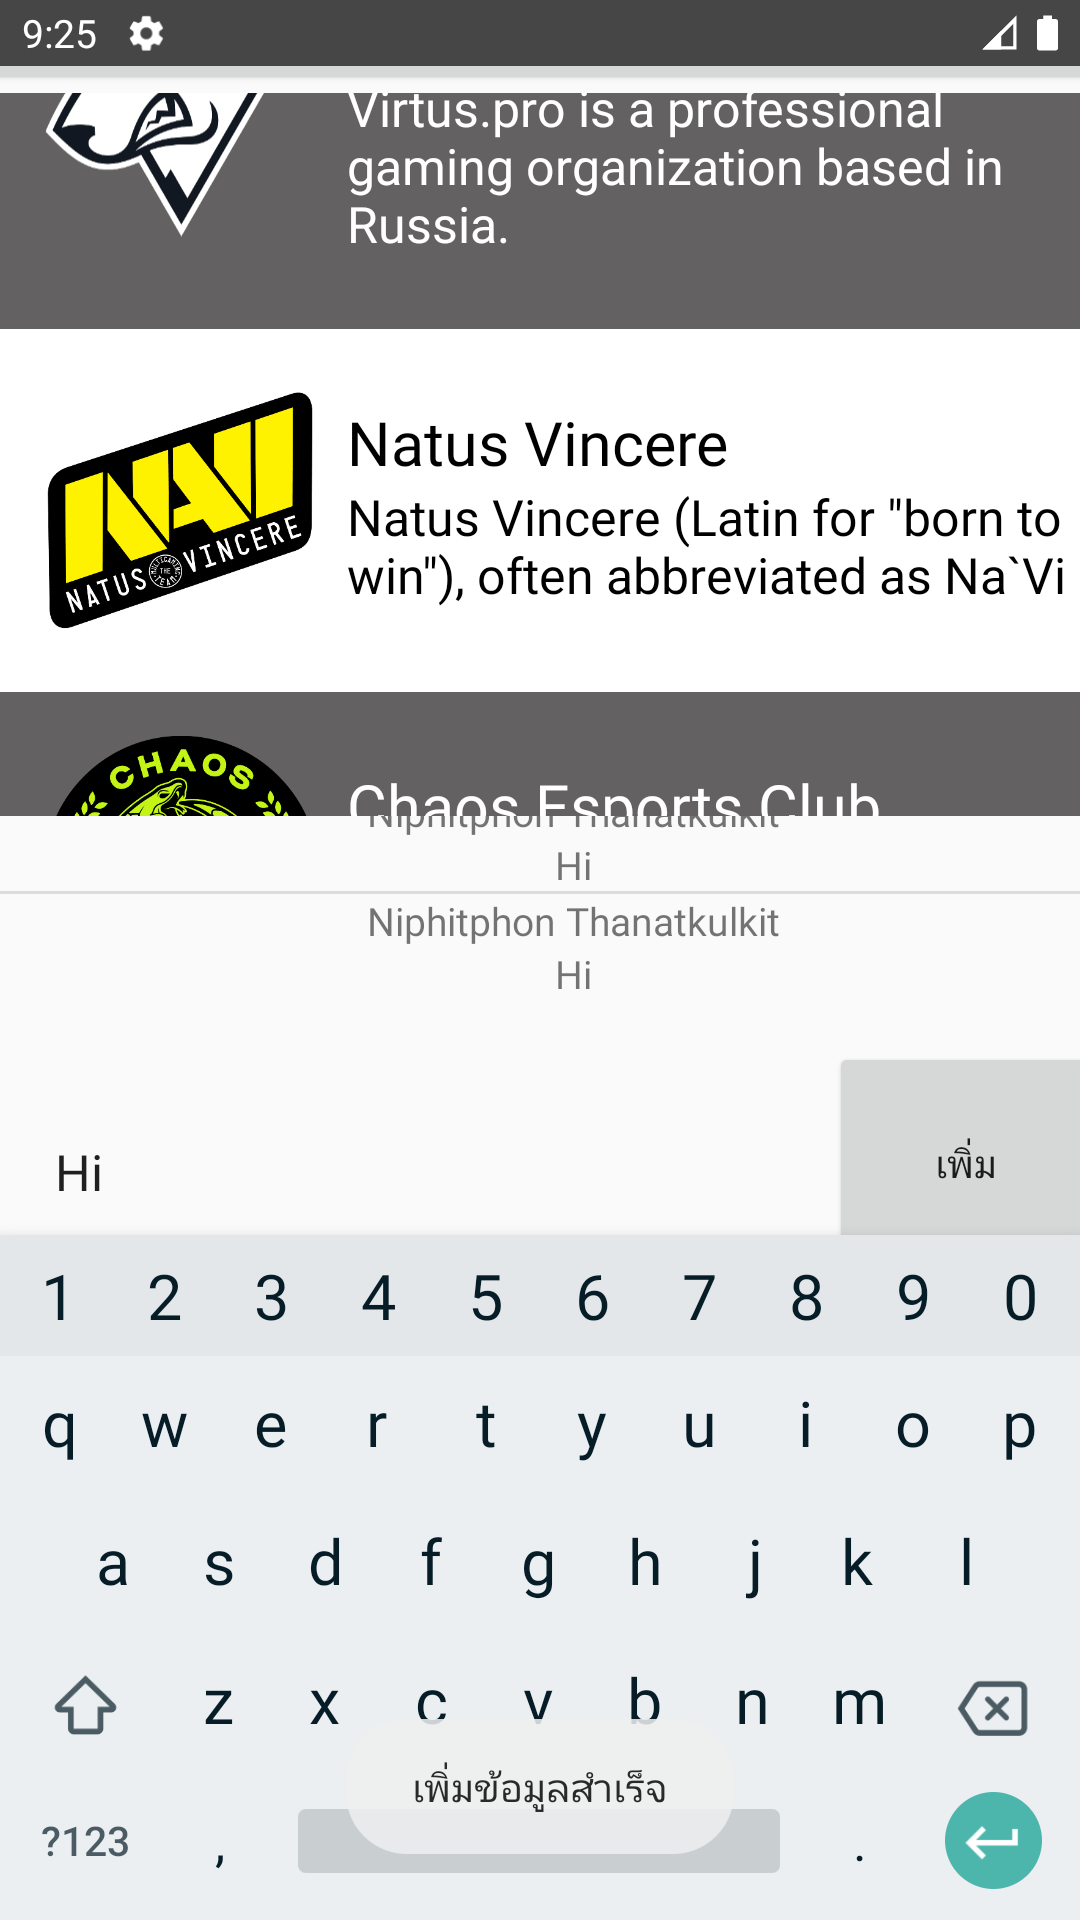 9:25
Virtus.pro is a professional
gaming organization based in
Russia.
NATUS VINCERE
Natus Vincere
Natus Vincere (Latin for "born to
win"), often abbreviated as Na`Vi
CHAOS
Chaos Esports Club
Niphitphon Thanatkulkit
Hi
Niphitphon Thanatkulkit
Hi
Hi
เพิ่ม
1 2 3 4 5 6 7 8 9 0
q w e r t y u i o p
a s d f g h j k l
z x c v b n m
เพิ่มข้อมูลสำเร็จ
?123 , .